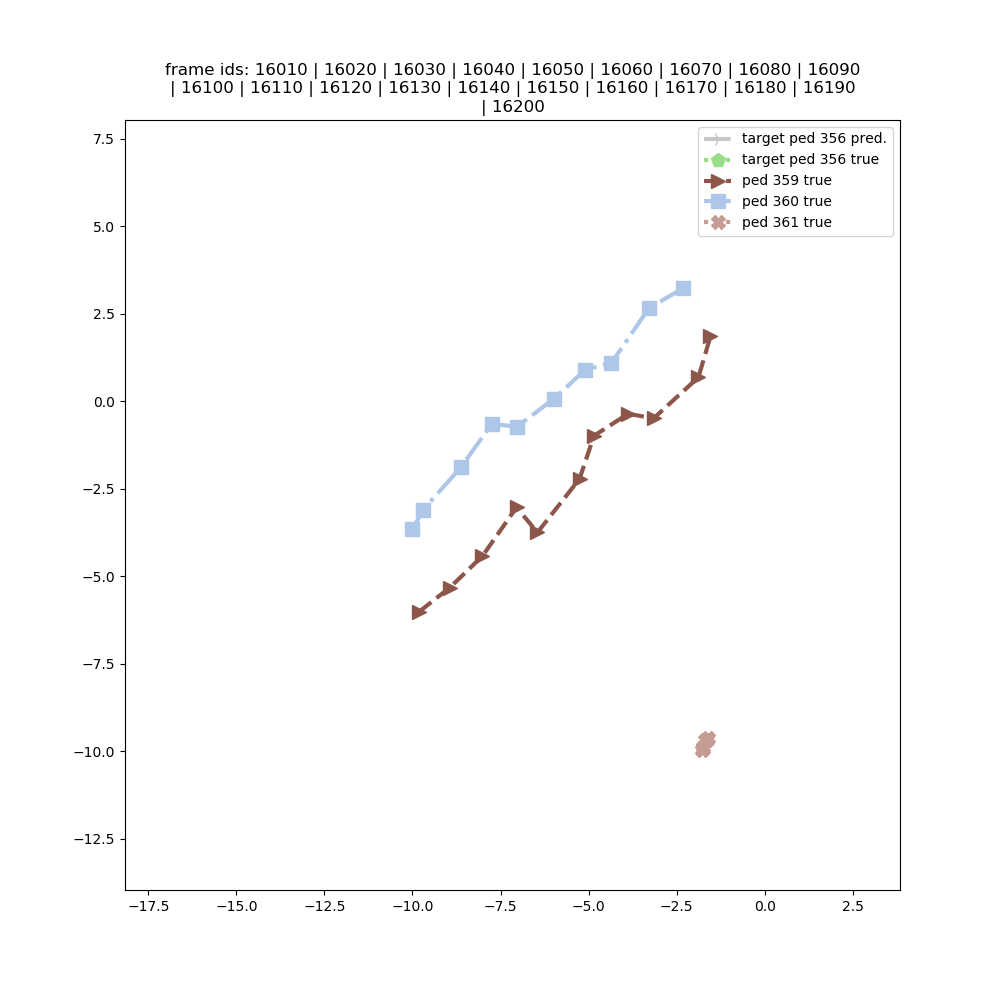 frame ids: 16010 | 16020 | 16030 | 16040 | 16050 | 16060 | 16070 | 16080 | 16090
| 16100 | 16110 | 16120 | 16130 | 16140 | 16150 | 16160 | 16170 | 16180 | 16190
| 16200
target ped 356 pred.
target ped 356 true
ped 359 true
ped 360 true
ped 361 true
7.5
5.0
2.5
0.0
−2.5
−5.0
−7.5
−10.0
−12.5
−17.5 −15.0 −12.5 −10.0 −7.5 −5.0 −2.5 0.0 2.5